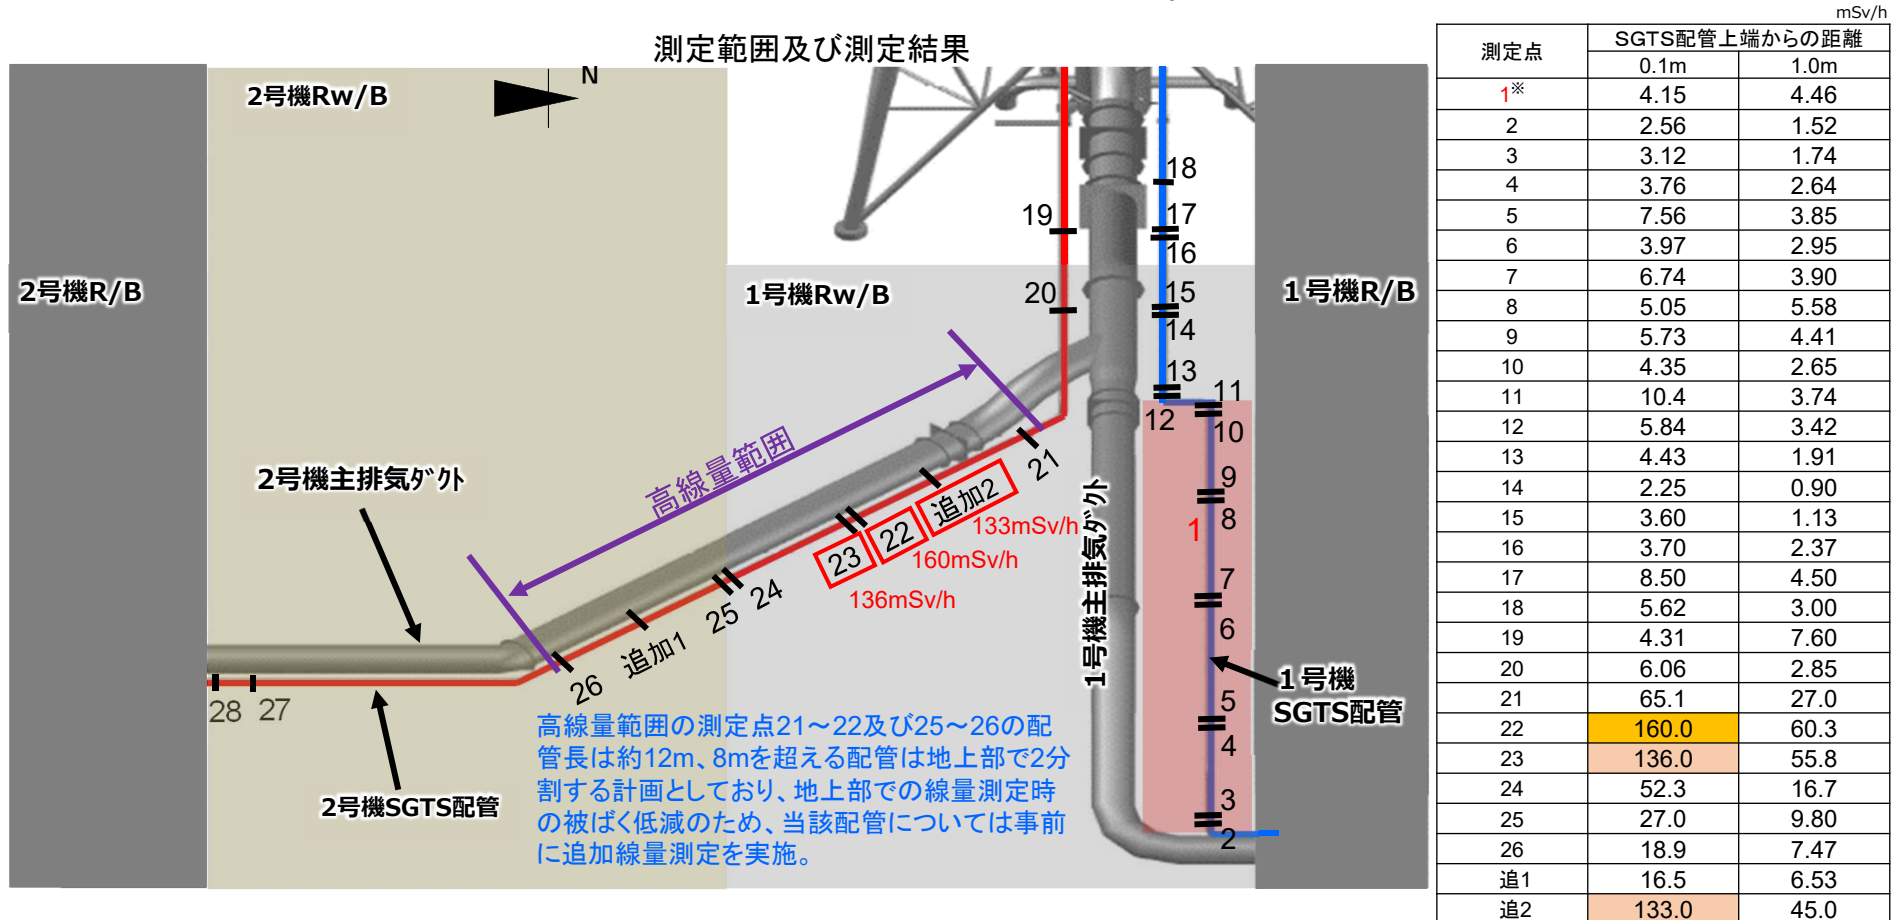 測定範囲及び測定結果
2号機Rw/B
N
2号機R/B
1号機Rw/B
1号機R/B
18
17
16
15
14
13
12
11
10
9
8
1
7
6
5
4
3
2
19
20
21
高線量範囲
追加2
133mSv/h
22
160mSv/h
23
136mSv/h
24
25
追加1
26
27
28
2号機主排気ﾀﾞｸﾄ
2号機SGTS配管
1号機主排気ﾀﾞｸﾄ
1号機
SGTS配管
高線量範囲の測定点21～22及び25～26の配
管長は約12m、8mを超える配管は地上部で2分
割する計画としており、地上部での線量測定時
の被ばく低減のため、当該配管については事前
に追加線量測定を実施。
mSv/h
測定点 SGTS配管上端からの距離
0.1m 1.0m
1※ 4.15 4.46
2 2.56 1.52
3 3.12 1.74
4 3.76 2.64
5 7.56 3.85
6 3.97 2.95
7 6.74 3.90
8 5.05 5.58
9 5.73 4.41
10 4.35 2.65
11 10.4 3.74
12 5.84 3.42
13 4.43 1.91
14 2.25 0.90
15 3.60 1.13
16 3.70 2.37
17 8.50 4.50
18 5.62 3.00
19 4.31 7.60
20 6.06 2.85
21 65.1 27.0
22 160.0 60.3
23 136.0 55.8
24 52.3 16.7
25 27.0 9.80
26 18.9 7.47
追1 16.5 6.53
追2 133.0 45.0